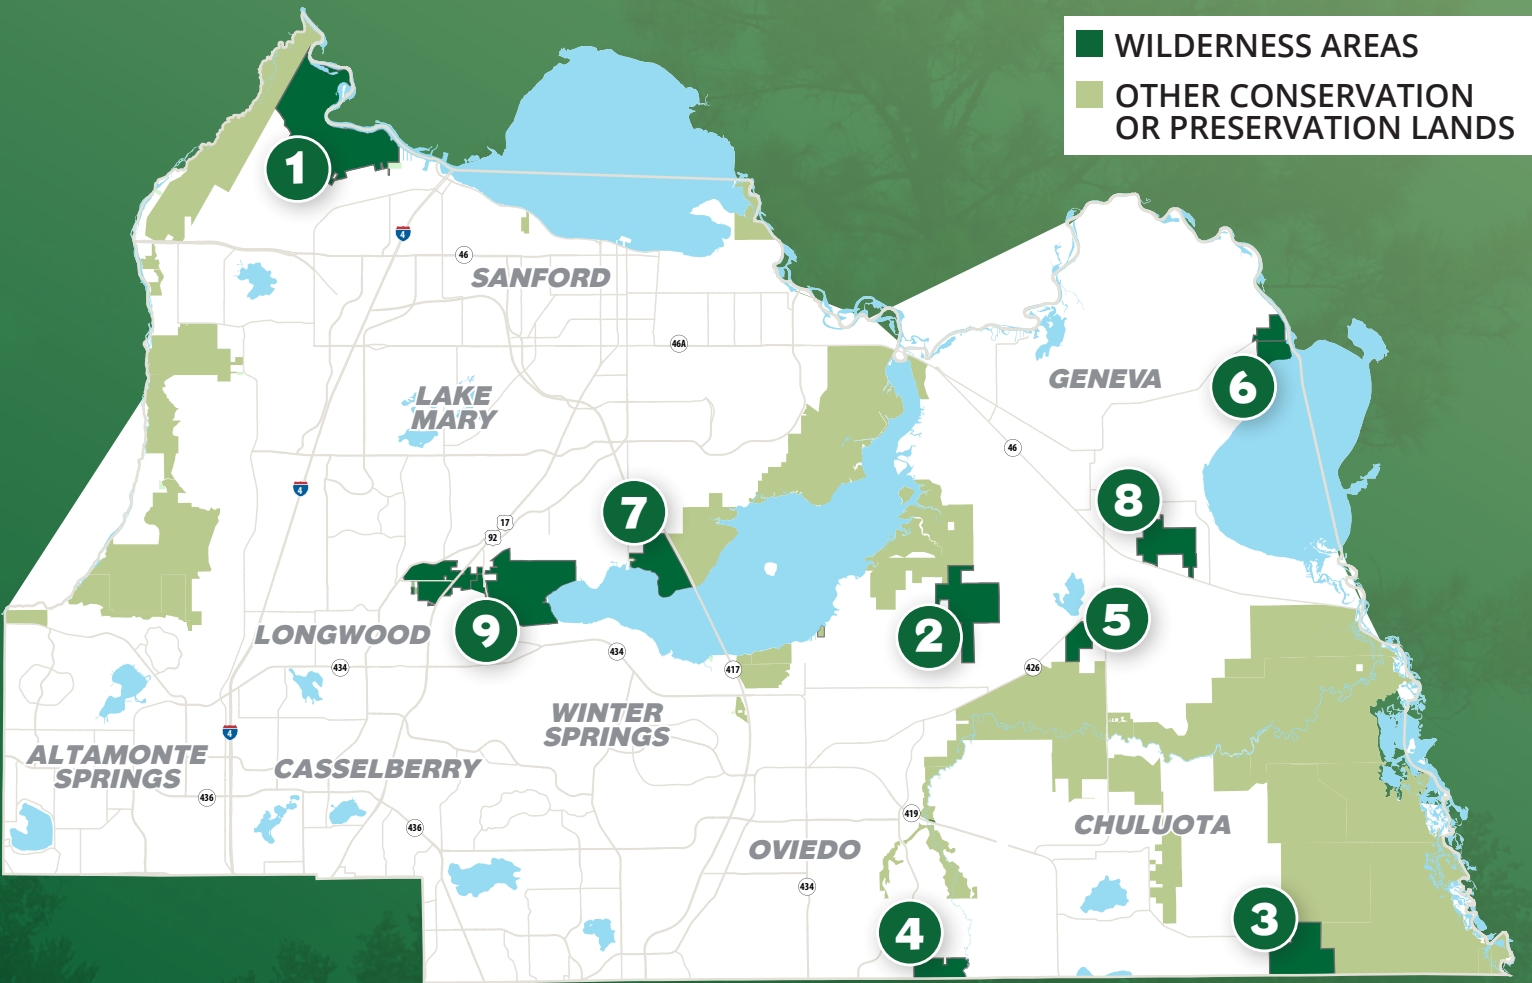 WILDERNESS AREAS
OTHER CONSERVATION
OR PRESERVATION LANDS
1
4
46
SANFORD
46A
GENEVA
6
LAKE
MARY
46
4
8
7
17
92
5
2
9
LONGWOOD
434
434
417
426
WINTER
SPRINGS
4
ALTAMONTE
SPRINGS
CASSELBERRY
436
436
419
CHULUOTA
OVIEDO
434
3
4